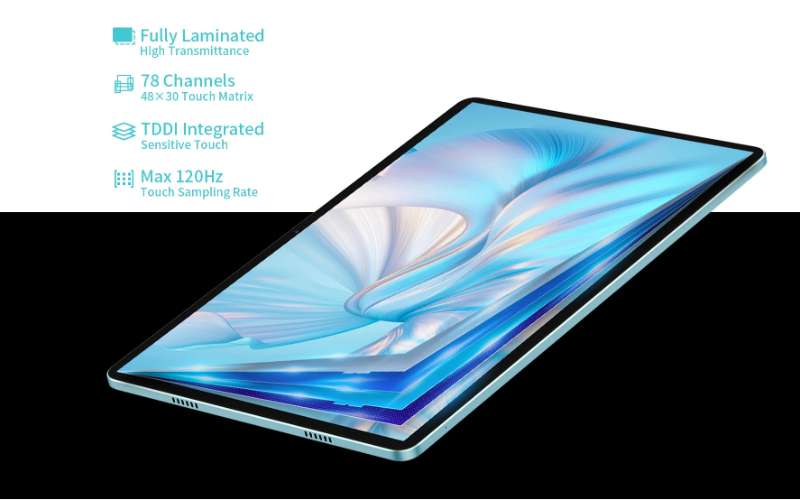 Fully Laminated
High Transmittance
78 Channels
48×30 Touch Matrix
TDDI Integrated
Sensitive Touch
Max 120Hz
Touch Sampling Rate